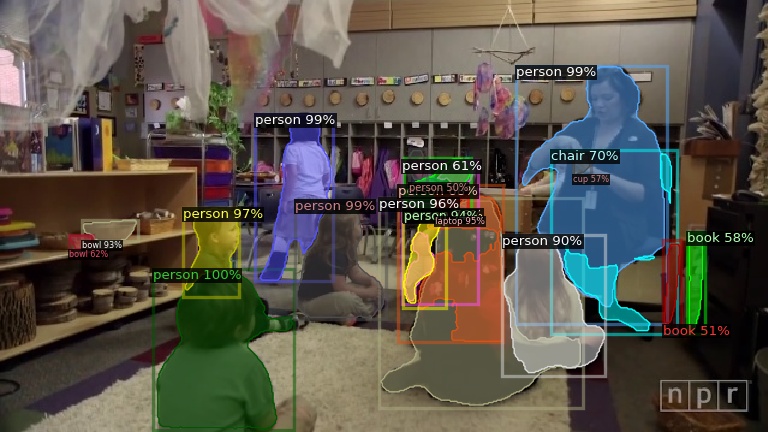 person 99%
person 99%
chair 70%
person 61%
cup 57%
person 50%
person 99%
person 96%
person 97%
person 94%
laptop 95%
book 58%
person 90%
bowl 93%
bowl 62%
person 100%
book 51%
npr